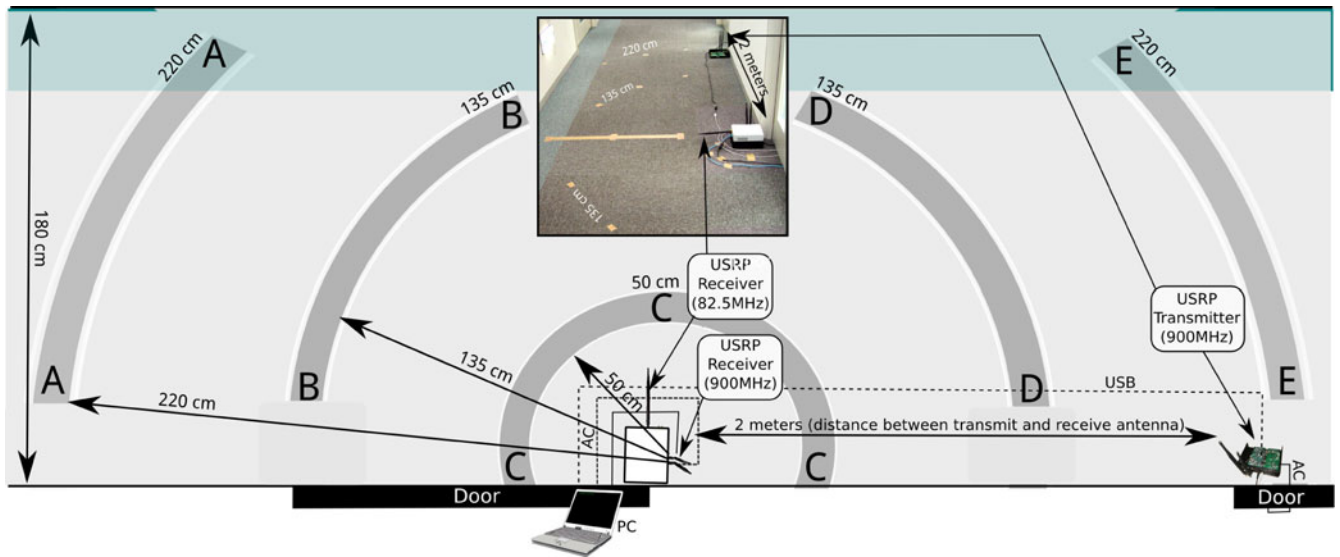 220 cm
A
135 cm
B
220 cm
135 cm
135 cm
2 meters
135 cm
D
220 cm
E
180 cm
50 cm
C
USRP
Receiver
(82.5MHz)
USRP
Transmitter
(900MHz)
USRP
Receiver
(900MHz)
135 cm
50 cm
A
220 cm
B
D
E
USB
AC
2 meters (distance between transmit and receive antenna)
C
C
AC
Door
PC
Door